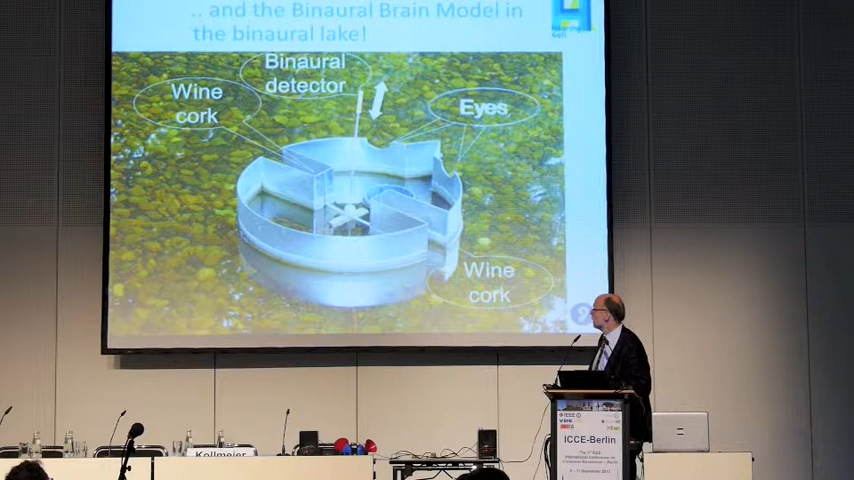 .. and the Binaural Brain Model in
the binaural lake!
Binaural
detector
Wine
cork
Eyes
Wine
cork
Kollmeier
IEEE
ICCE-Berlin